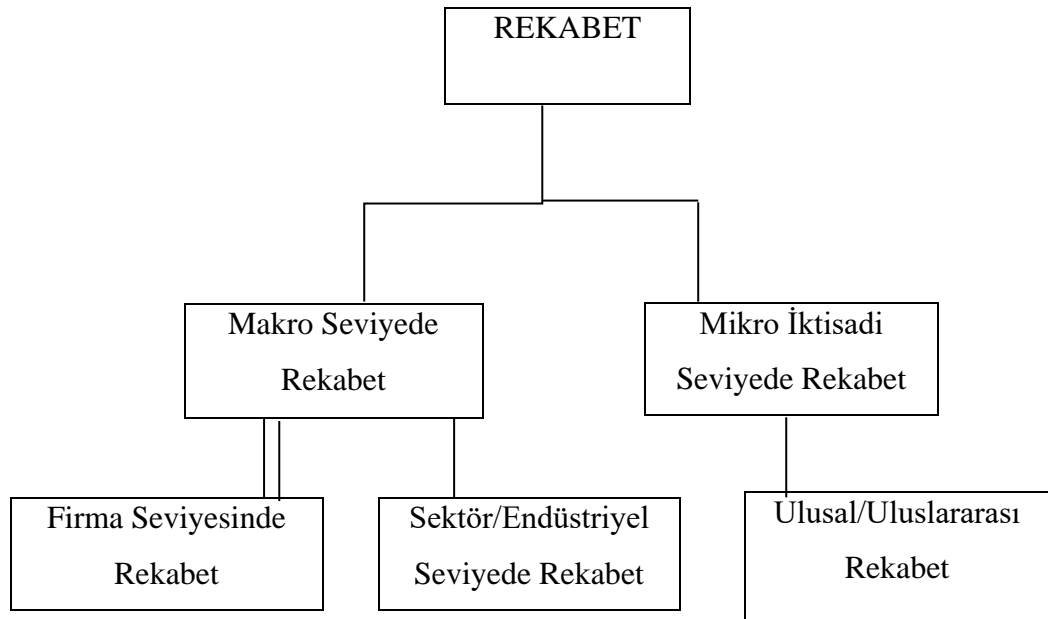 REKABET
Makro Seviyede
Rekabet
Mikro İktisadi
Seviyede Rekabet
Firma Seviyesinde
Rekabet
Sektör/Endüstriyel
Seviyede Rekabet
Ulusal/Uluslararası
Rekabet